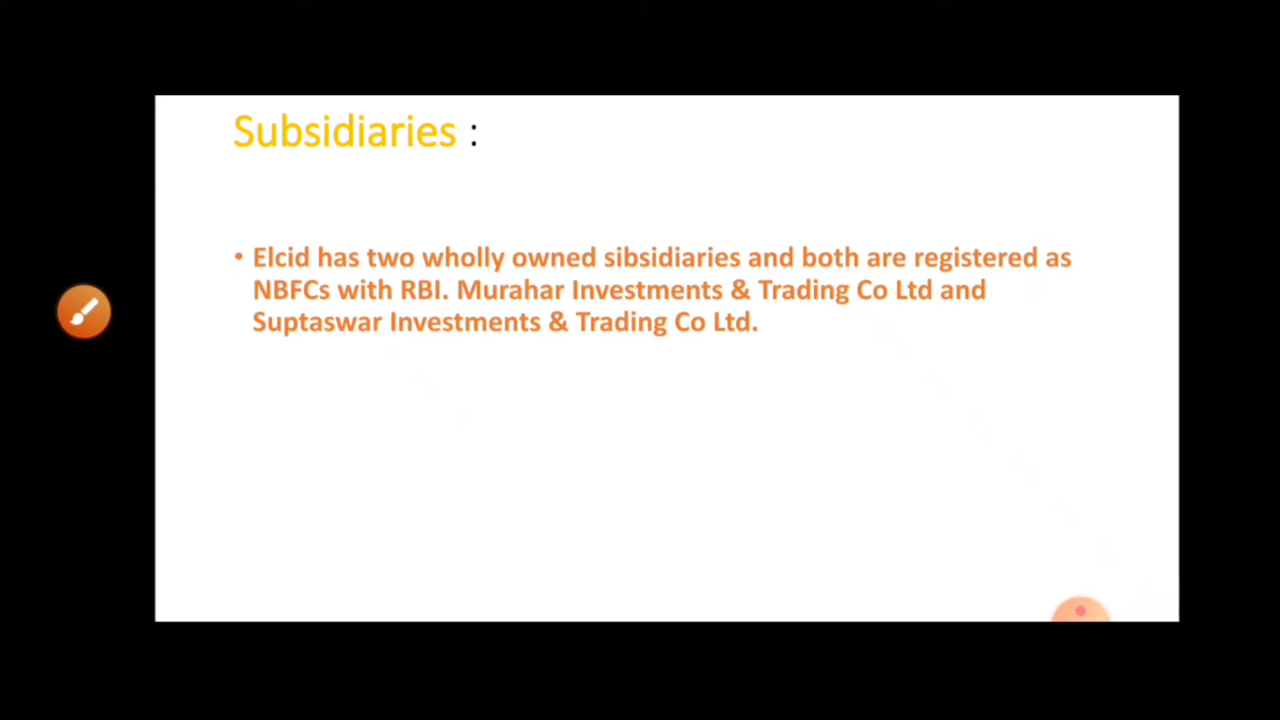 Subsidiaries :
• Elcid has two wholly owned sibsidiaries and both are registered as
NBFCs with RBI. Murahar Investments & Trading Co Ltd and
Suptaswar Investments & Trading Co Ltd.